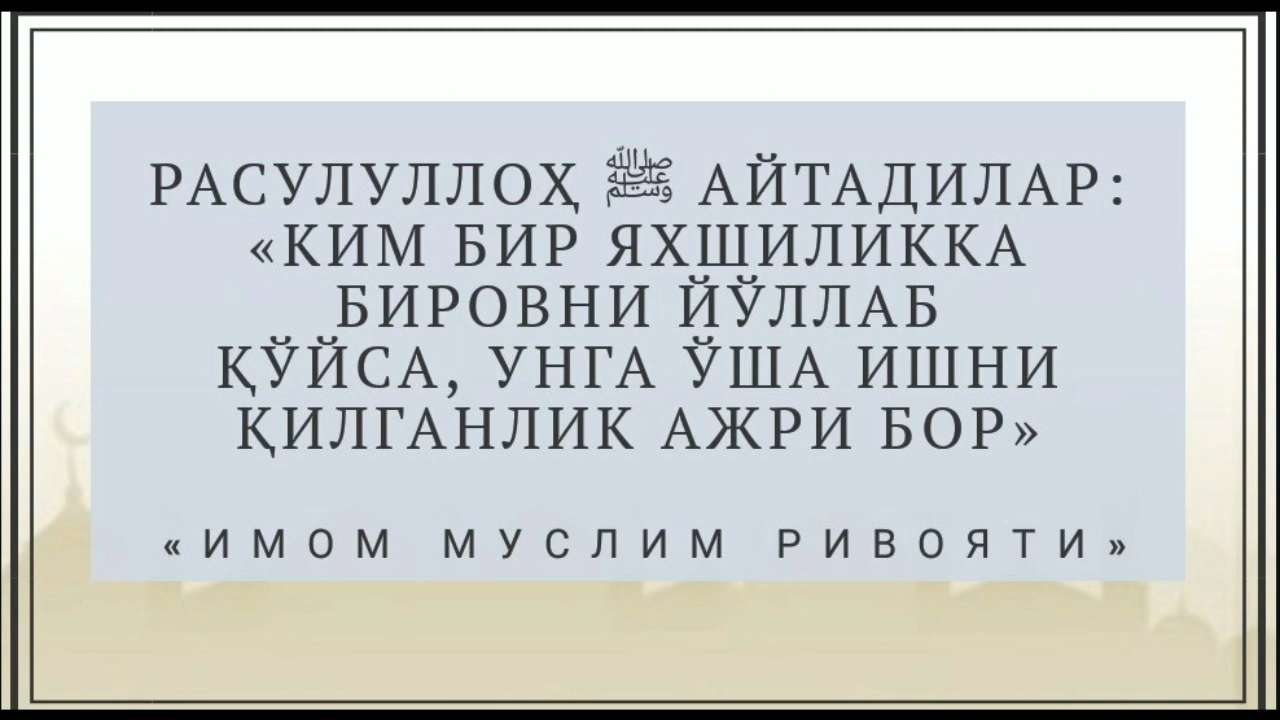 РАСУЛУЛЛОҲ ﷺ АЙТАДИЛАР:
«КИМ БИР ЯХШИЛИККА
БИРОВНИ ЙЎЛЛАБ
ҚЎЙСА, УНГА ЎША ИШНИ
ҚИЛГАНЛИК АЖРИ БОР»
«ИМОМ МУСЛИМ РИВОЯТИ»